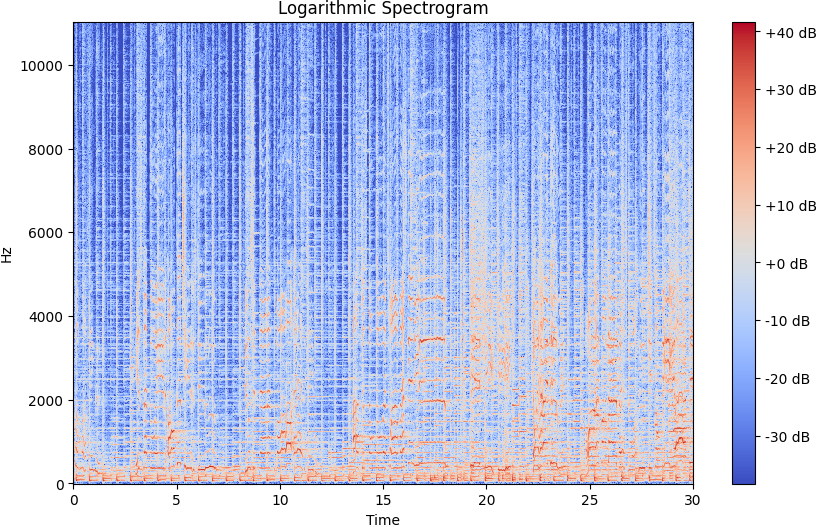 Logarithmic Spectrogram
Hz
10000
8000
6000
4000
2000
0
0 5 10 15 20 25 30
Time
+40 dB
+30 dB
+20 dB
+10 dB
+0 dB
-10 dB
-20 dB
-30 dB